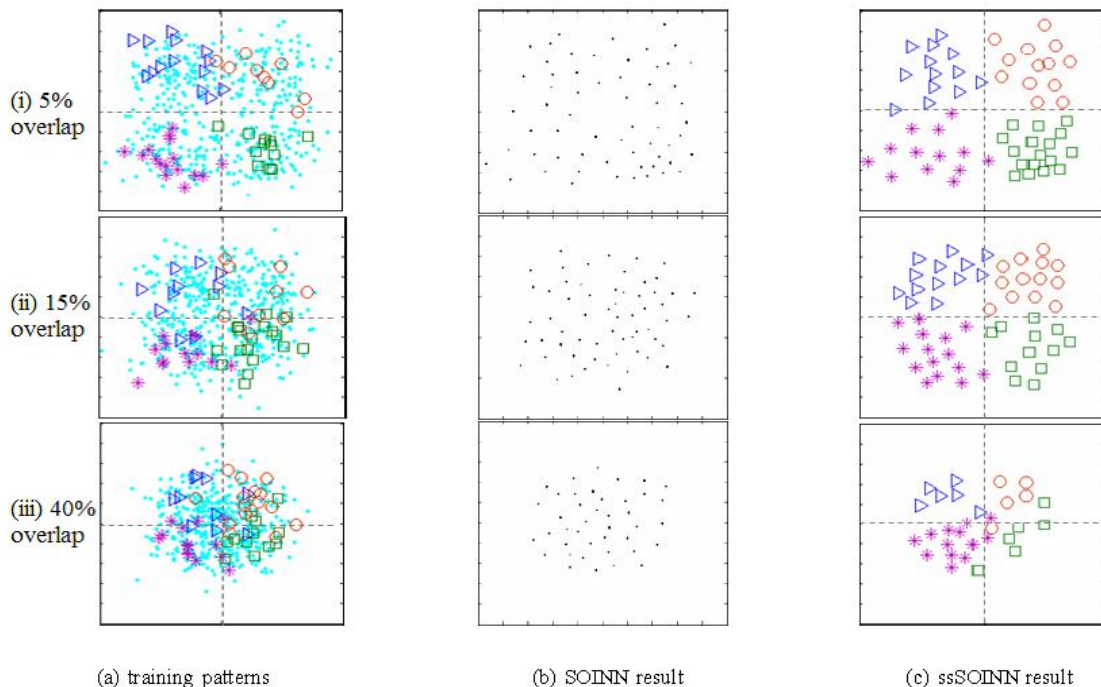 (i) 5%
overlap
(ii) 15%
overlap
(iii) 40%
overlap
(a) training patterns
(b) SOINN result
(c) ssSOINN result